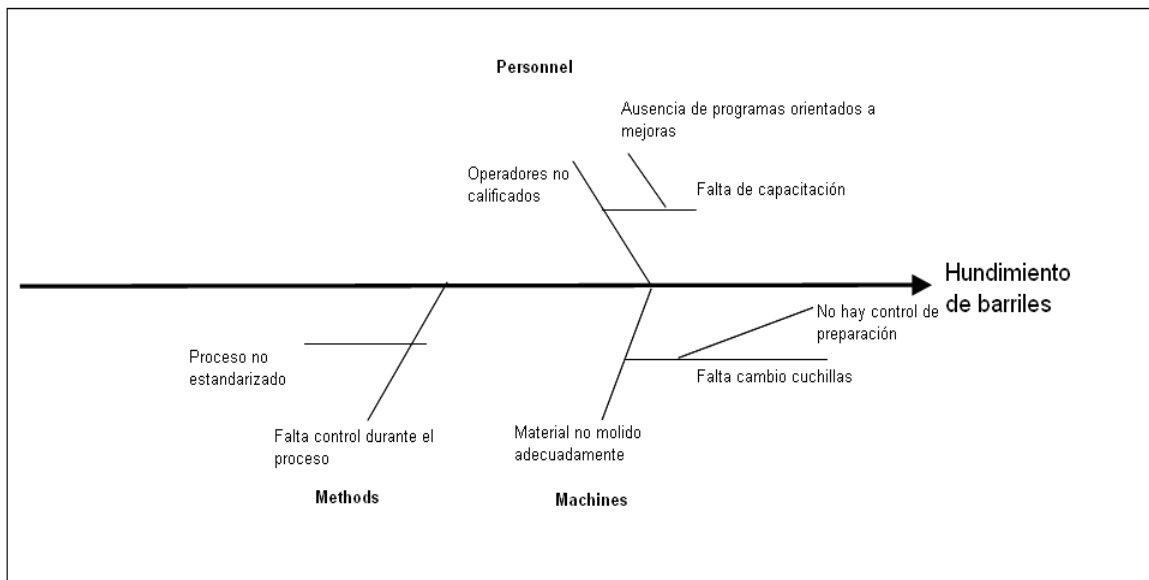 Personnel
Ausencia de programas orientados a
mejoras
Operadores no
calificados
Falta de capacitación
Hundimiento
de barriles
No hay control de
preparación
Proceso no
estandarizado
Falta cambio cuchillas
Falta control durante el
proceso
Material no molido
adecuadamente
Methods
Machines